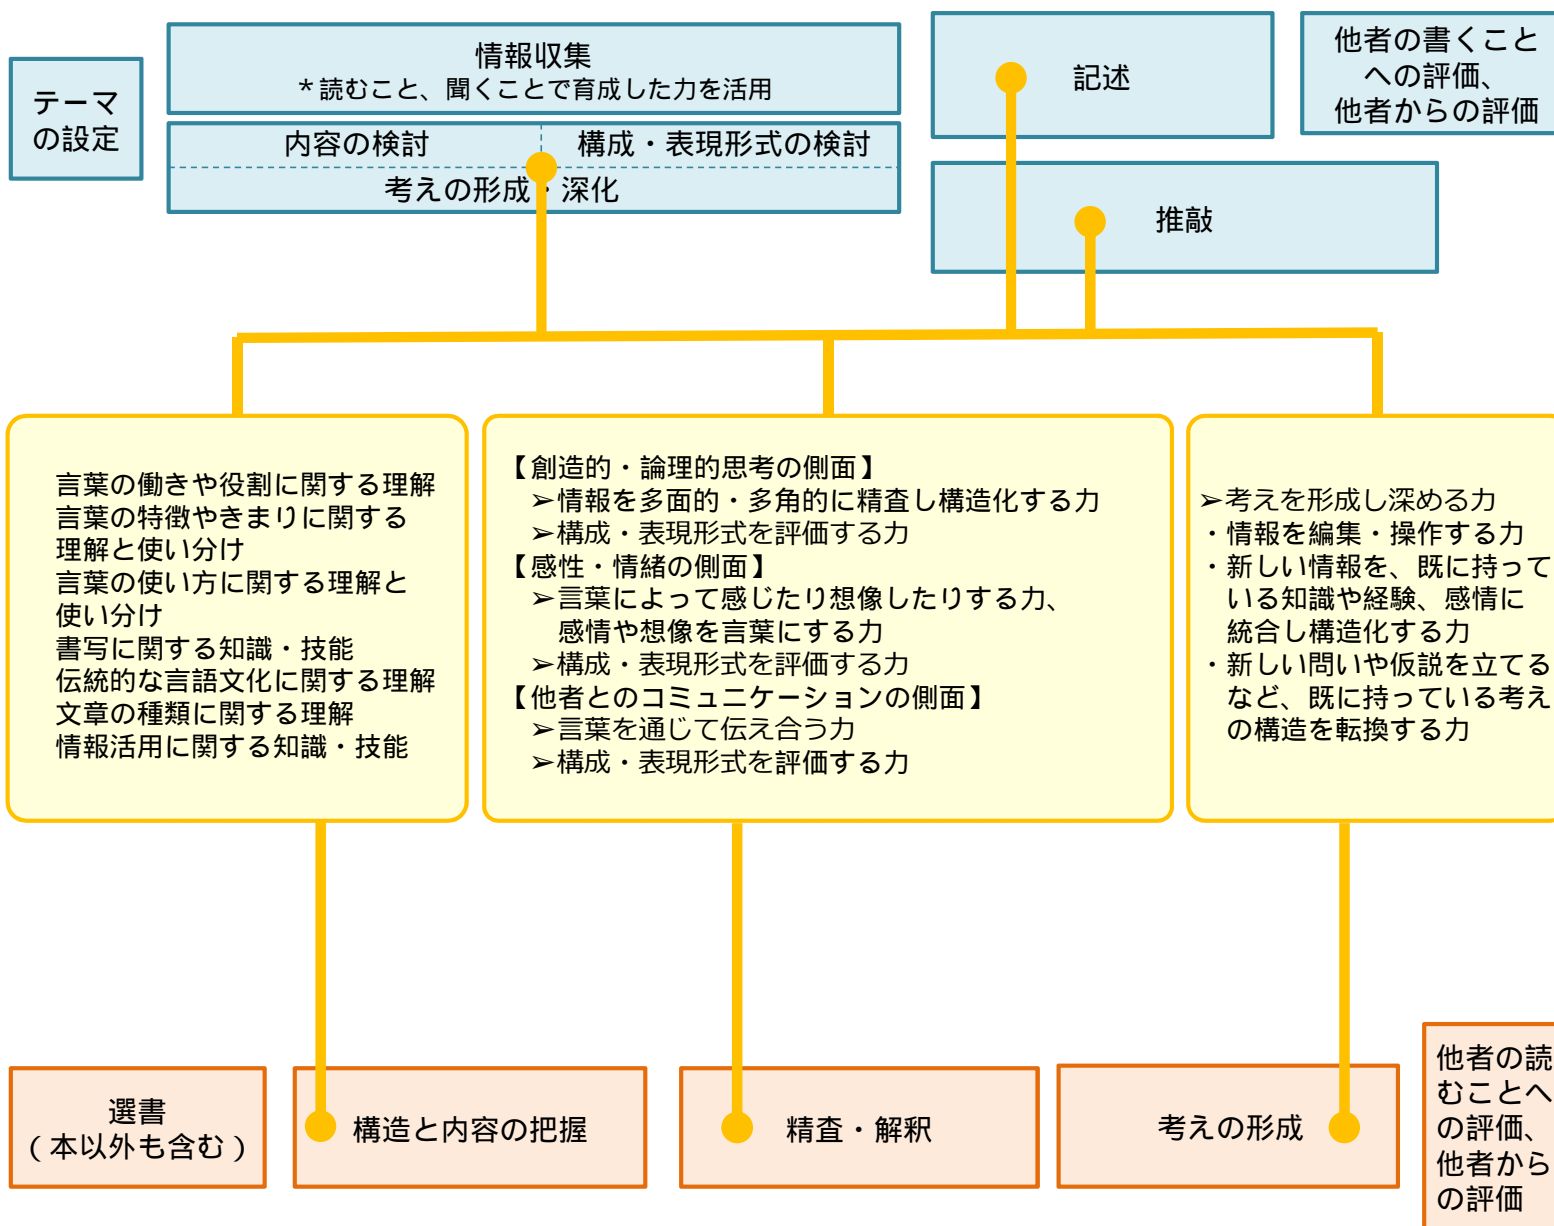 テーマ
の設定
情報収集
*読むこと、聞くことで育成した力を活用
内容の検討
構成・表現形式の検討
考えの形成・深化
記述
他者の書くこと
への評価、
他者からの評価
推敲
言葉の働きや役割に関する理解
言葉の特徴やきまりに関する
理解と使い分け
言葉の使い方に関する理解と
使い分け
書写に関する知識・技能
伝統的な言語文化に関する理解
文章の種類に関する理解
情報活用に関する知識・技能
【創造的・論理的思考の側面】
➢情報を多面的・多角的に精査し構造化する力
➢構成・表現形式を評価する力
【感性・情緒の側面】
➢言葉によって感じたり想像したりする力、
感情や想像を言葉にする力
➢構成・表現形式を評価する力
【他者とのコミュニケーションの側面】
➢言葉を通じて伝え合う力
➢構成・表現形式を評価する力
➢考えを形成し深める力
・情報を編集・操作する力
・新しい情報を、既に持って
いる知識や経験、感情に
統合し構造化する力
・新しい問いや仮説を立てる
など、既に持っている考え
の構造を転換する力
選書
(本以外も含む)
構造と内容の把握
精査・解釈
考えの形成
他者の読
むことへ
の評価、
他者から
の評価